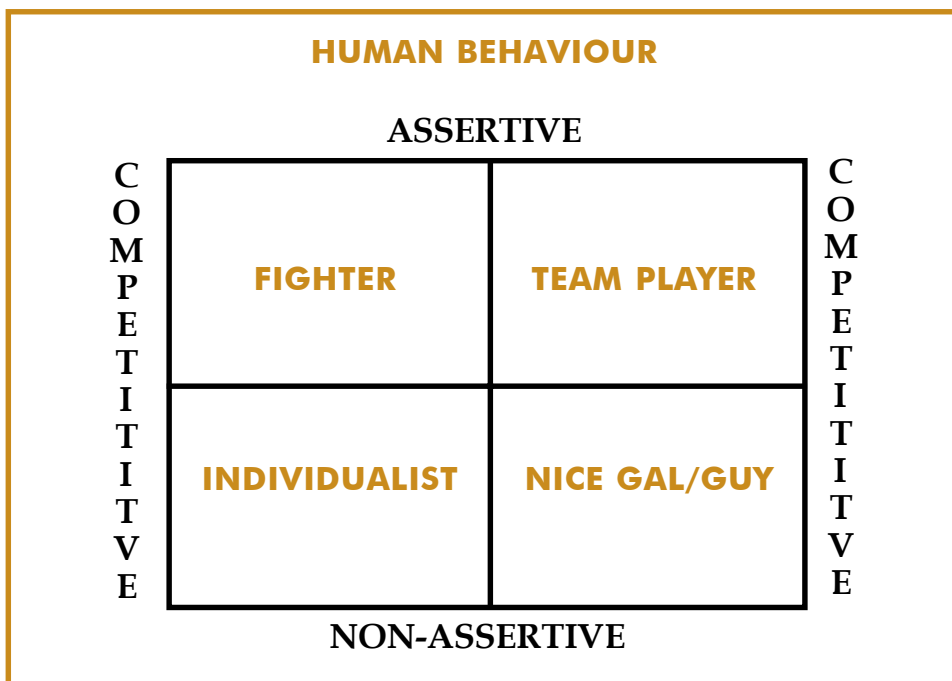 HUMAN BEHAVIOUR
ASSERTIVE
COMPETITIVE
COMPETITIVE
FIGHTER
TEAM PLAYER
INDIVIDUALIST
NICE GAL/GUY
NON-ASSERTIVE